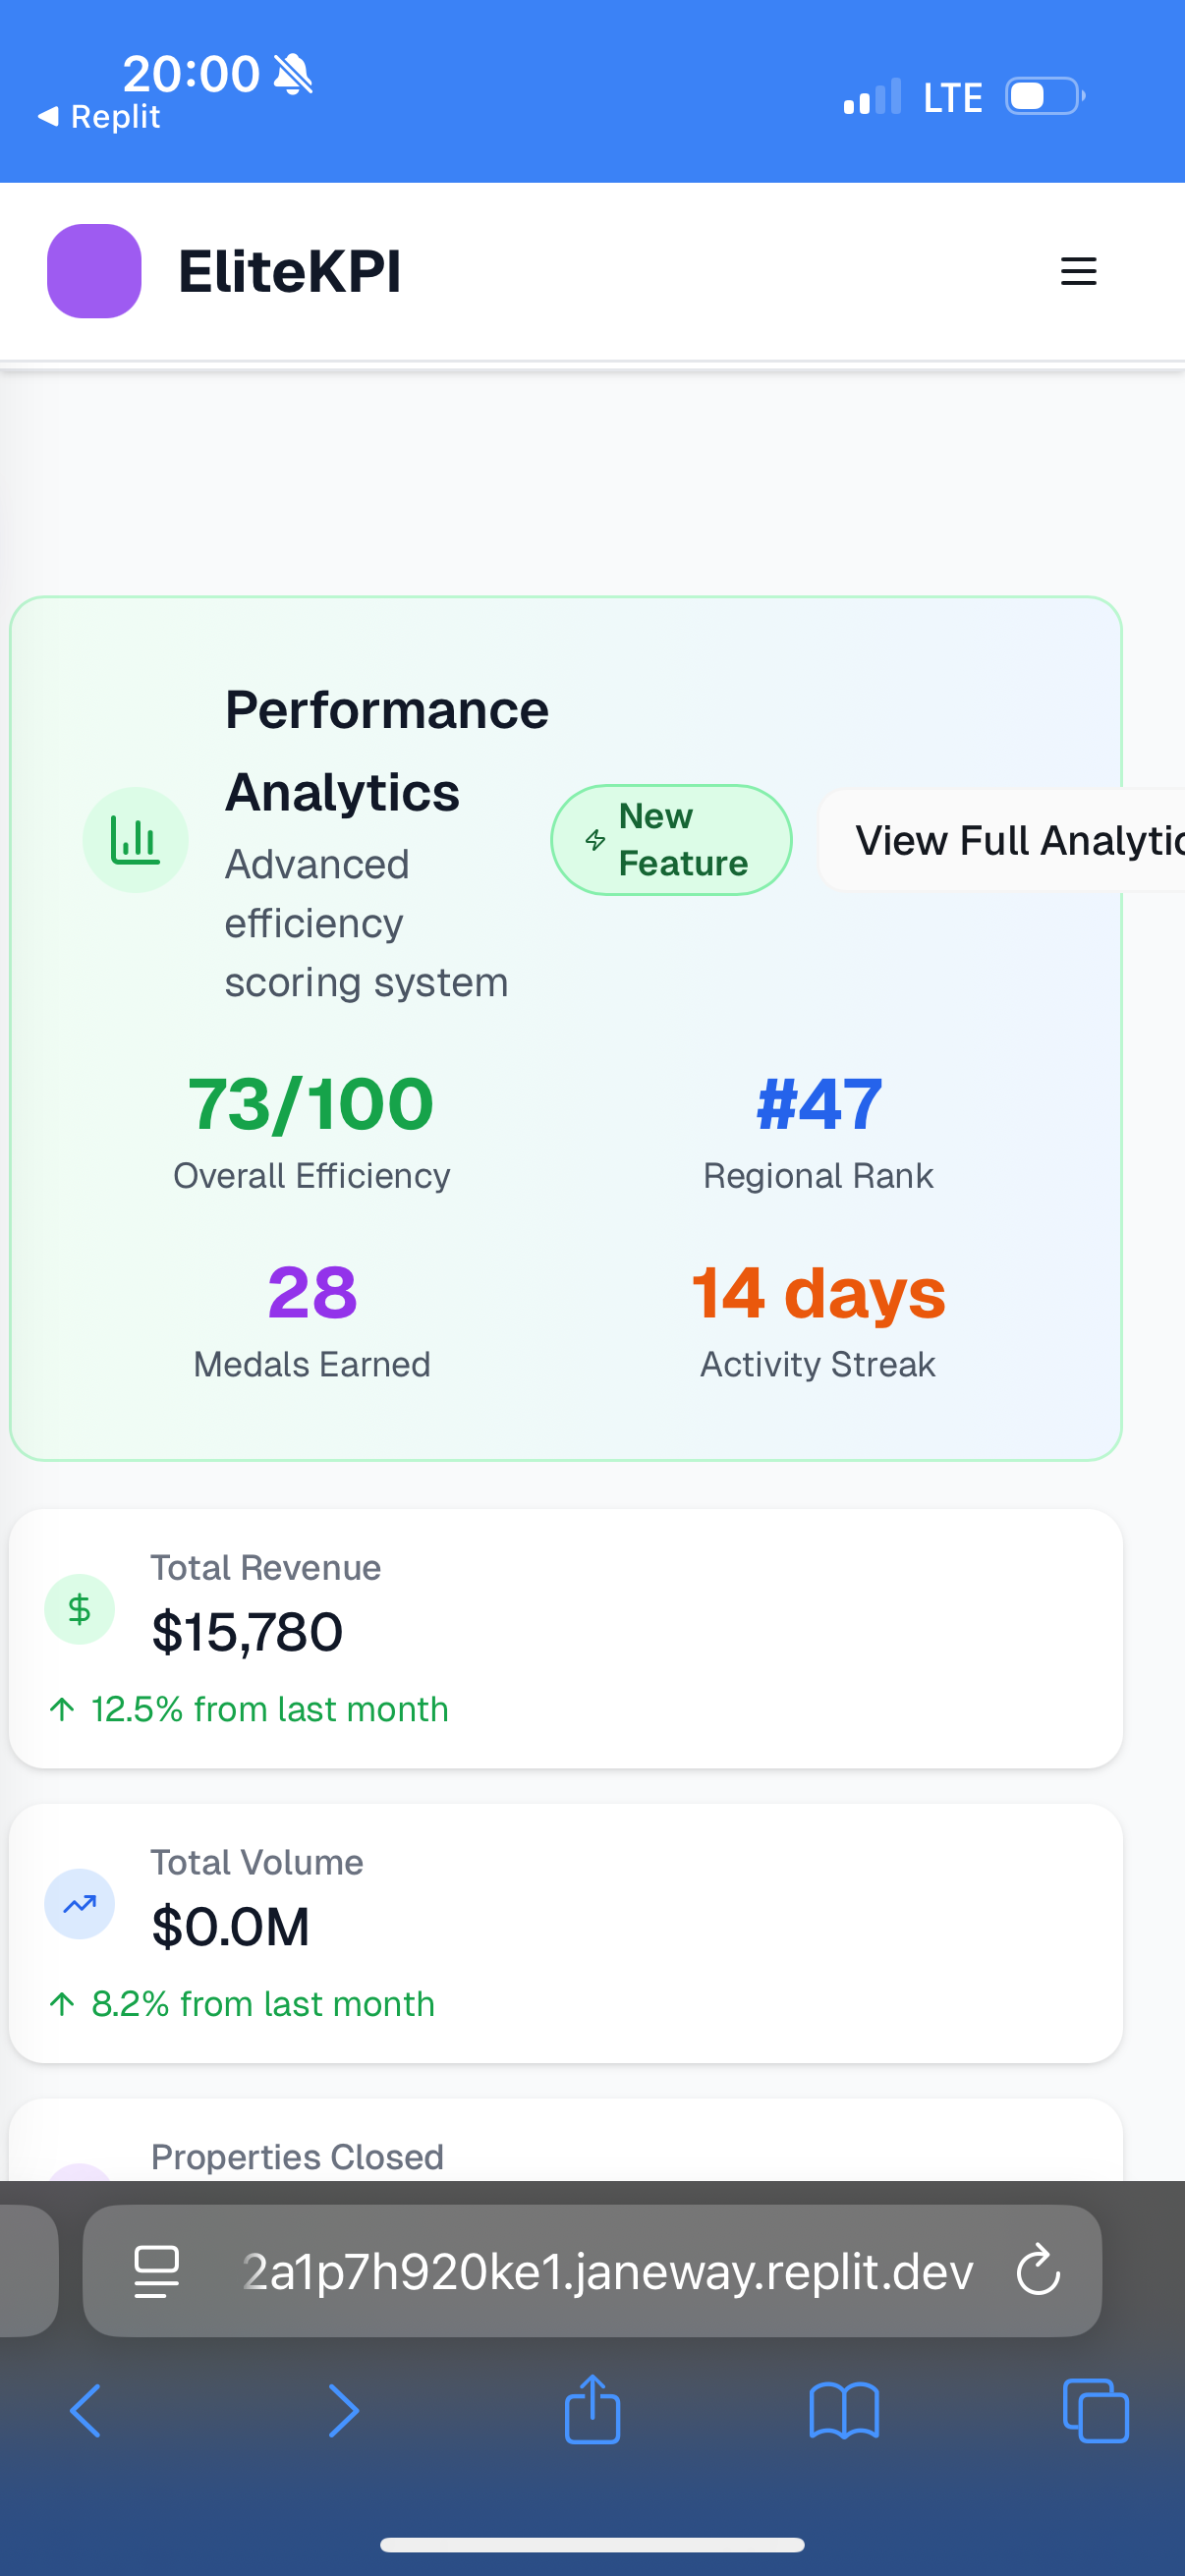 20:00
Replit
LTE
EliteKPI
Performance
Analytics
Advanced
efficiency
scoring system
New
Feature
View Full Analytic
73/100
Overall Efficiency
#47
Regional Rank
28
Medals Earned
14 days
Activity Streak
Total Revenue
$15,780
12.5% from last month
Total Volume
$0.0M
8.2% from last month
Properties Closed
2a1p7h920ke1.janeway.replit.dev